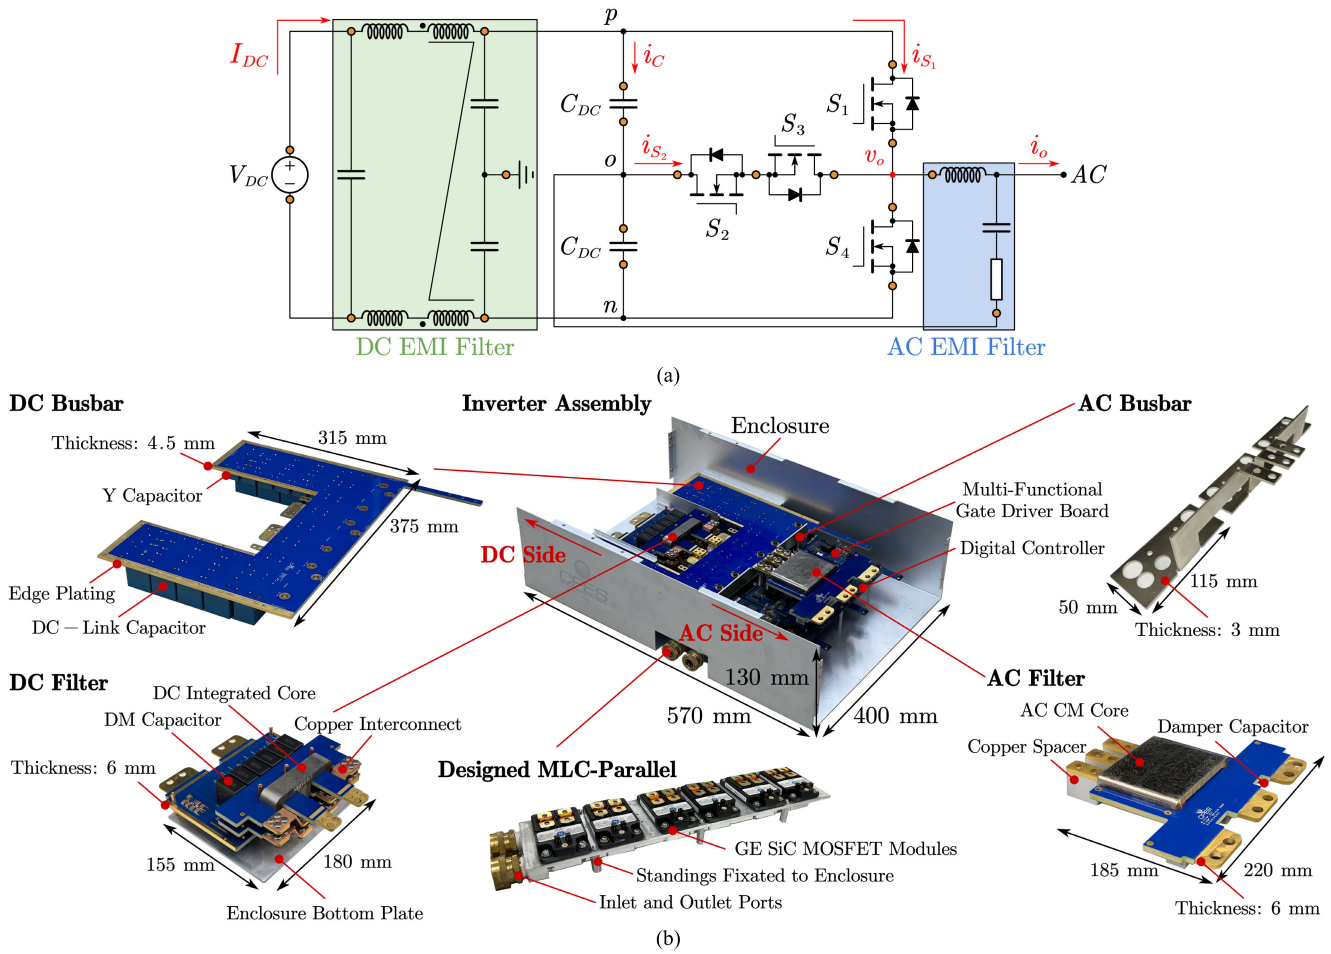 p
I_DC
i_C
i_S1
C_DC
S_1
S_3
V_DC
o
i_S2
v_o
i_o
AC
S_2
C_DC
S_4
n
DC EMI Filter
AC EMI Filter
(a)
DC Busbar
Thickness: 4.5 mm
315 mm
Y Capacitor
375 mm
Edge Plating
DC – Link Capacitor
Inverter Assembly
Enclosure
Multi-Functional
Gate Driver Board
Digital Controller
DC Side
CPES
AC Side
130 mm
570 mm
400 mm
AC Busbar
115 mm
50 mm
Thickness: 3 mm
DC Filter
DC Integrated Core
DM Capacitor
Copper Interconnect
Thickness: 6 mm
155 mm
180 mm
Enclosure Bottom Plate
Designed MLC-Parallel
GE SiC MOSFET Modules
Standings Fixated to Enclosure
Inlet and Outlet Ports
AC Filter
AC CM Core
Damper Capacitor
Copper Spacer
185 mm
220 mm
Thickness: 6 mm
(b)